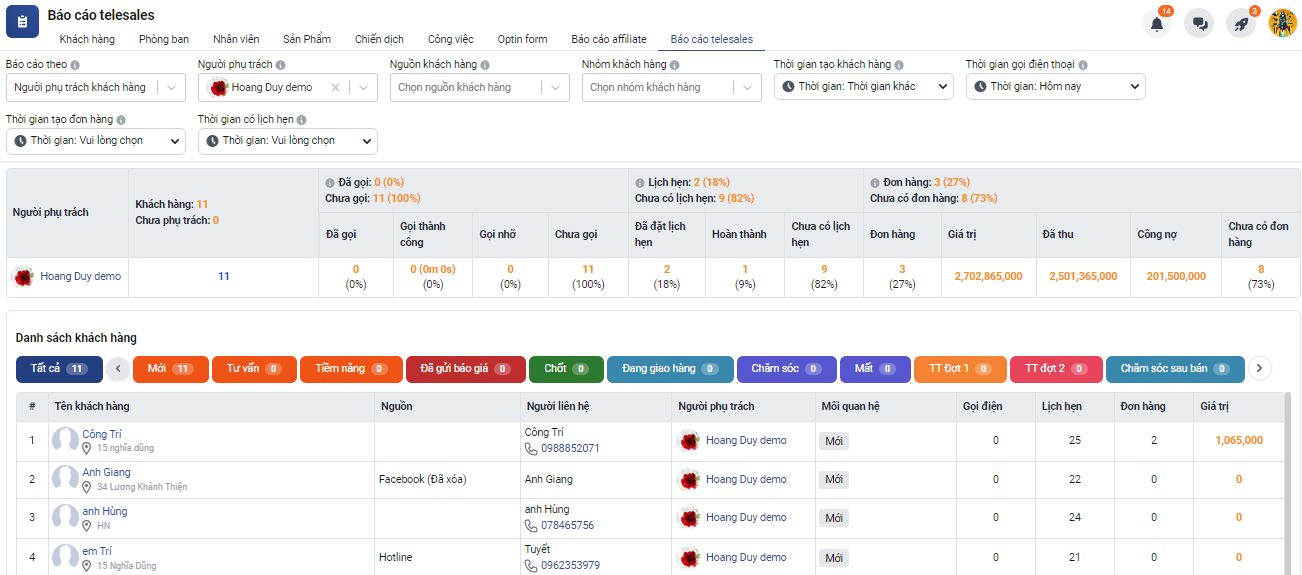 Báo cáo telesales
14
3
Khách hàng Phòng ban Nhân viên Sản Phẩm Chiến dịch Công việc Optin form Báo cáo affiliate Báo cáo telesales
Báo cáo theo Người phụ trách Nguồn khách hàng Nhóm khách hàng Thời gian tạo khách hàng Thời gian gọi điện thoại
Người phụ trách khách hàng Hoang Duy demo Chọn nguồn khách hàng Chọn nhóm khách hàng Thời gian: Thời gian khác Thời gian: Hôm nay
Thời gian tạo đơn hàng Thời gian có lịch hẹn
Thời gian: Vui lòng chọn Thời gian: Vui lòng chọn
Đã gọi: 0 (0%) Lịch hẹn: 2 (18%) Đơn hàng: 3 (27%)
Chưa gọi: 11 (100%) Chưa có lịch hẹn: 9 (82%) Chưa có đơn hàng: 8 (73%)
Người phụ trách
Khách hàng: 11
Chưa phụ trách: 0
Đã gọi Gọi thành công Gọi nhỡ Chưa gọi Đã đặt lịch hẹn Hoàn thành Chưa có lịch hẹn Đơn hàng Giá trị Đã thu Công nợ Chưa có đơn hàng
Hoang Duy demo 11 0 0 (0m 0s) 0 11 2 1 9 3 2,702,865,000 2,501,365,000 201,500,000 8
(0%) (0%) (0%) (100%) (18%) (9%) (82%) (27%) (73%)
Danh sách khách hàng
Tất cả 11 Mới 11 Tư vấn 0 Tiềm năng 0 Đã gửi báo giá 0 Chốt 0 Đang giao hàng 0 Chăm sóc 0 Mất 0 TT Đợt 1 0 TT đợt 2 0 Chăm sóc sau bán 0
# Tên khách hàng Nguồn Người liên hệ Người phụ trách Mối quan hệ Gọi điện Lịch hẹn Đơn hàng Giá trị
1 Công Trí Công Trí Hoang Duy demo Mới 0 25 2 1,065,000
15 nghĩa dũng 0988852071
2 Anh Giang Facebook (Đã xóa) Anh Giang Hoang Duy demo Mới 0 22 0 0
34 Lương Khánh Thiện
3 anh Hùng anh Hùng Hoang Duy demo Mới 0 24 0 0
HN 078465756
4 em Trí Hotline Tuyết Hoang Duy demo Mới 0 21 0 0
15 Nghĩa Dũng 0962353979